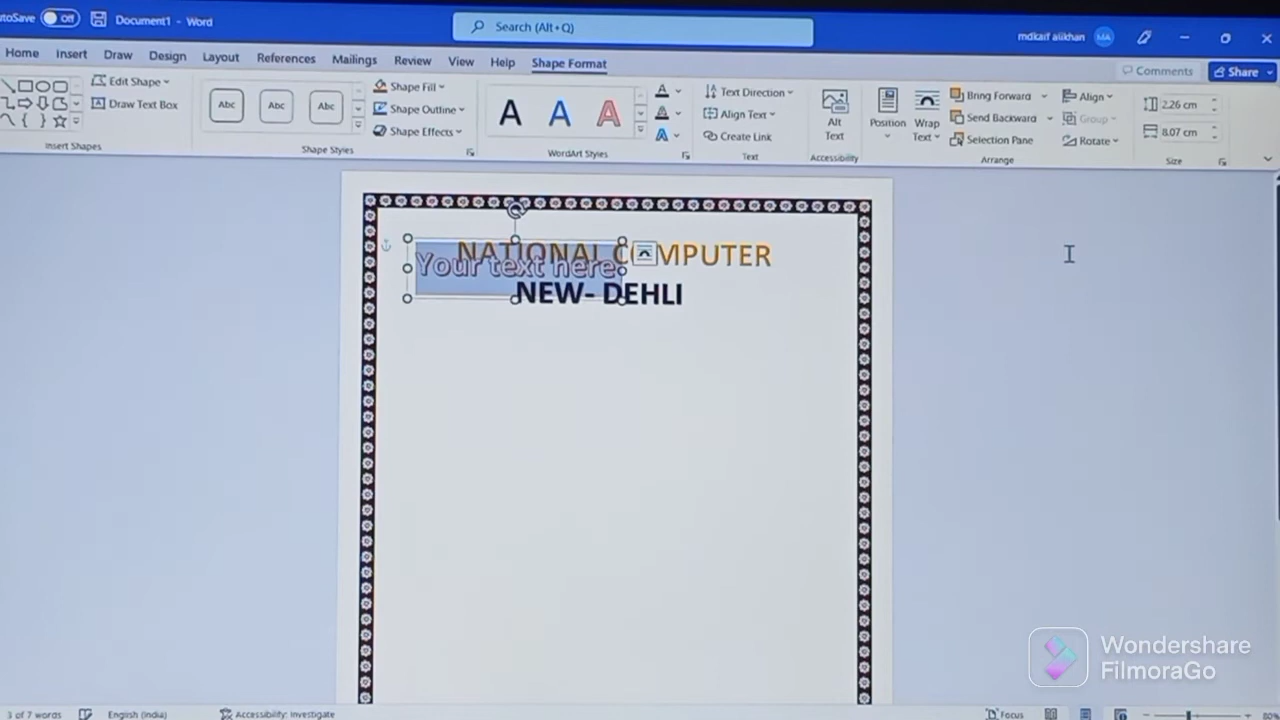 AutoSave Off Document1 - Word Search (Alt+Q) mdkaif alikhan MA
Home Insert Draw Design Layout References Mailings Review View Help Shape Format Comments Share
Edit Shape Abc Abc Abc Shape Fill A A A A Text Direction Alt Text Position Wrap Text Bring Forward Align 2.26 cm
Draw Text Box Shape Outline A Align Text Send Backward Group 8.07 cm
Shape Effects A Create Link Selection Pane Rotate
Insert Shapes Shape Styles WordArt Styles Text Accessibility Arrange Size
NATIONAL COMPUTER
Your text here
NEW- DEHLI
Wondershare
FilmoraGo
3 of 7 words English (India) Accessibility: Investigate Focus 80%